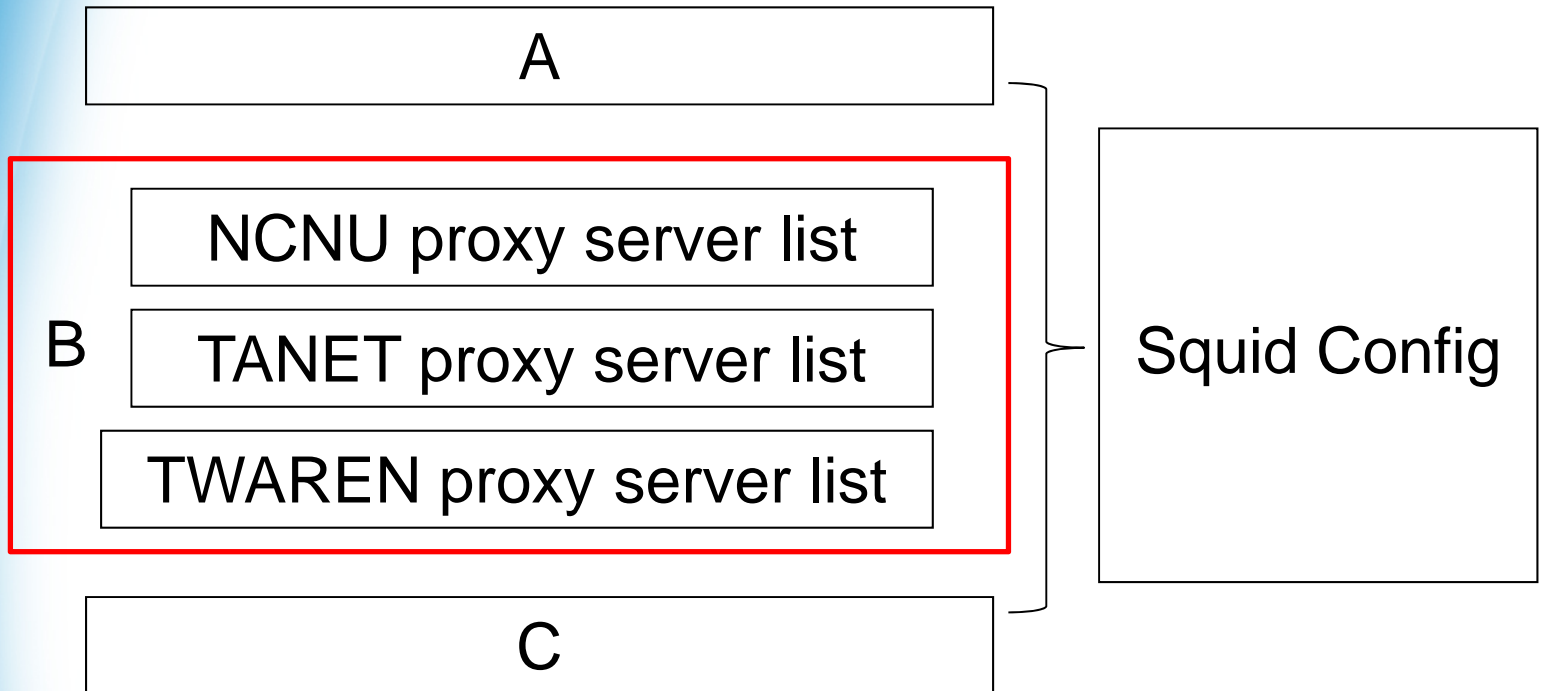 A
NCNU proxy server list
B
TANET proxy server list
Squid Config
TWAREN proxy server list
C